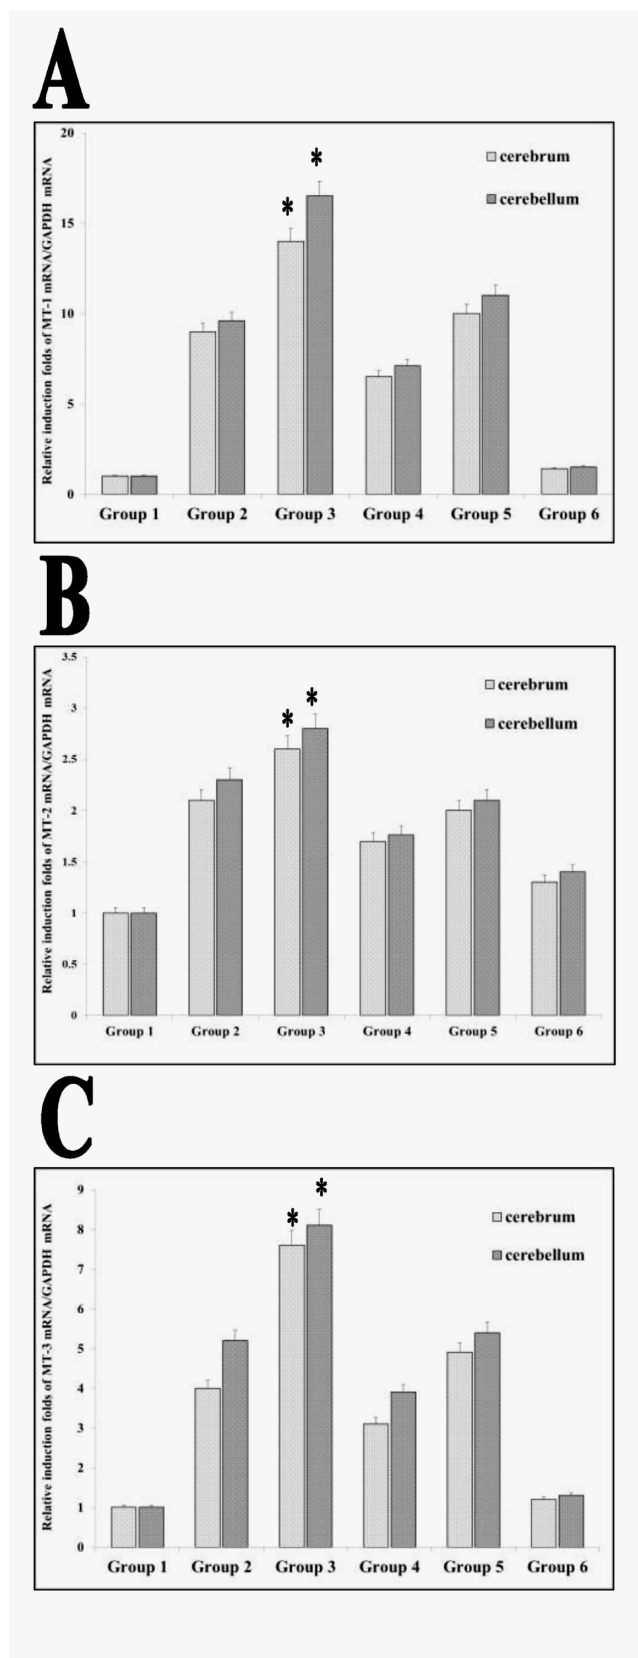 A
Relative induction folds of MT-1 mRNA/GAPDH mRNA
20
15
10
5
0
* *
cerebrum
cerebellum
Group 1 Group 2 Group 3 Group 4 Group 5 Group 6
B
Relative induction folds of MT-2 mRNA/GAPDH mRNA
3.5
3
2.5
2
1.5
1
0.5
0
* *
cerebrum
cerebellum
Group 1 Group 2 Group 3 Group 4 Group 5 Group 6
C
Relative induction folds of MT-3 mRNA/GAPDH mRNA
9
8
7
6
5
4
3
2
1
0
* *
cerebrum
cerebellum
Group 1 Group 2 Group 3 Group 4 Group 5 Group 6